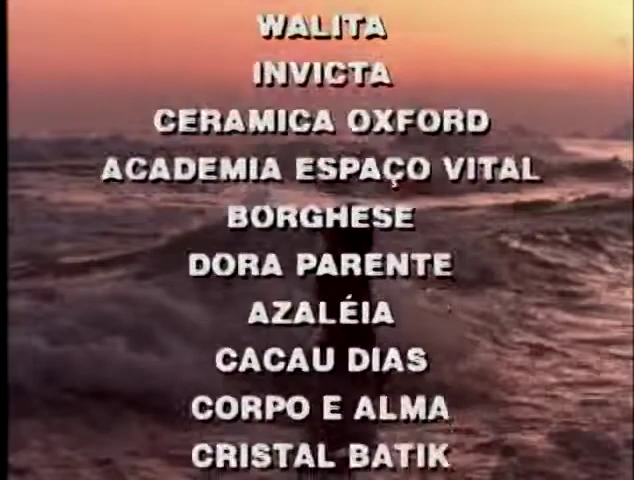 WALITA
INVICTA
CERAMICA OXFORD
ACADEMIA ESPAÇO VITAL
BORGHESE
DORA PARENTE
AZALÉIA
CACAU DIAS
CORPO E ALMA
CRISTAL BATIK